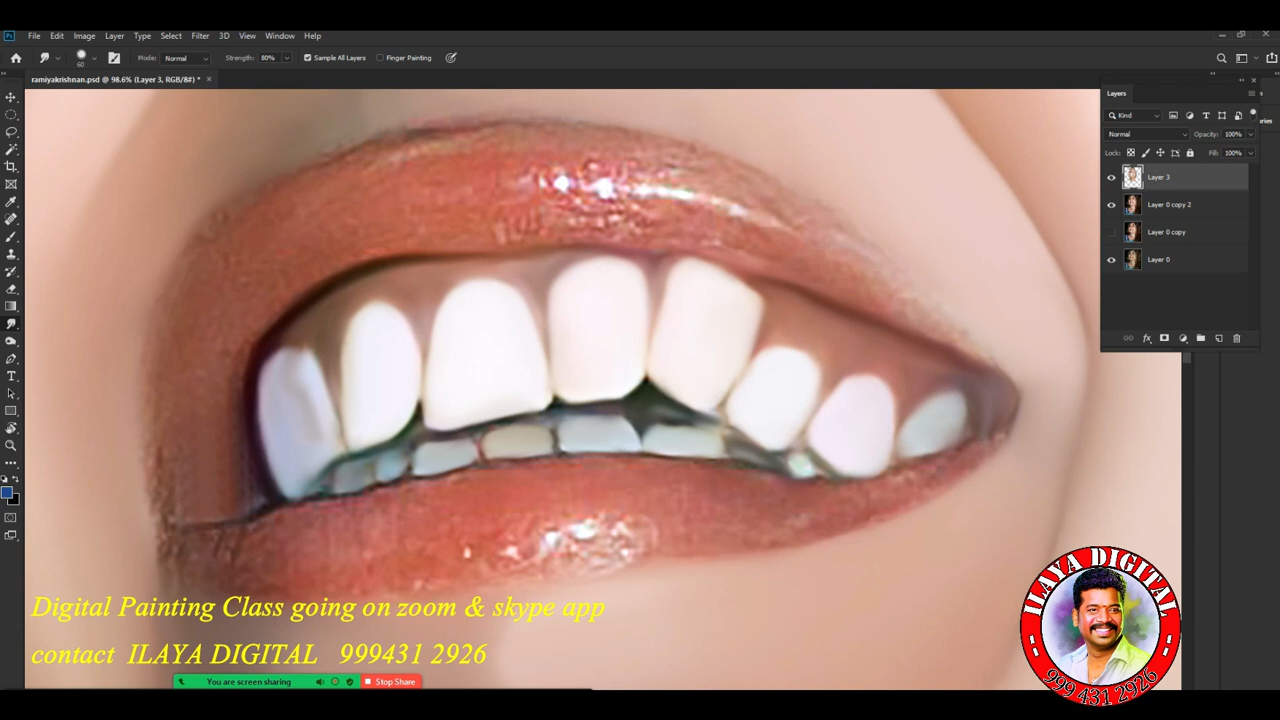 Ps File Edit Image Layer Type Select Filter 3D View Window Help
60 Mode: Normal Strength: 80% Sample All Layers Finger Painting
ramiyakrishnan.psd @ 98.6% (Layer 3, RGB/8#) * ×
Layers
Kind
Normal Opacity: 100%
Lock: Fill: 100%
Layer 3
Layer 0 copy 2
Layer 0 copy
Layer 0
Digital Painting Class going on zoom & skype app
contact ILAYA DIGITAL 999431 2926
You are screen sharing Stop Share
ILAYA DIGITAL
999 431 2926